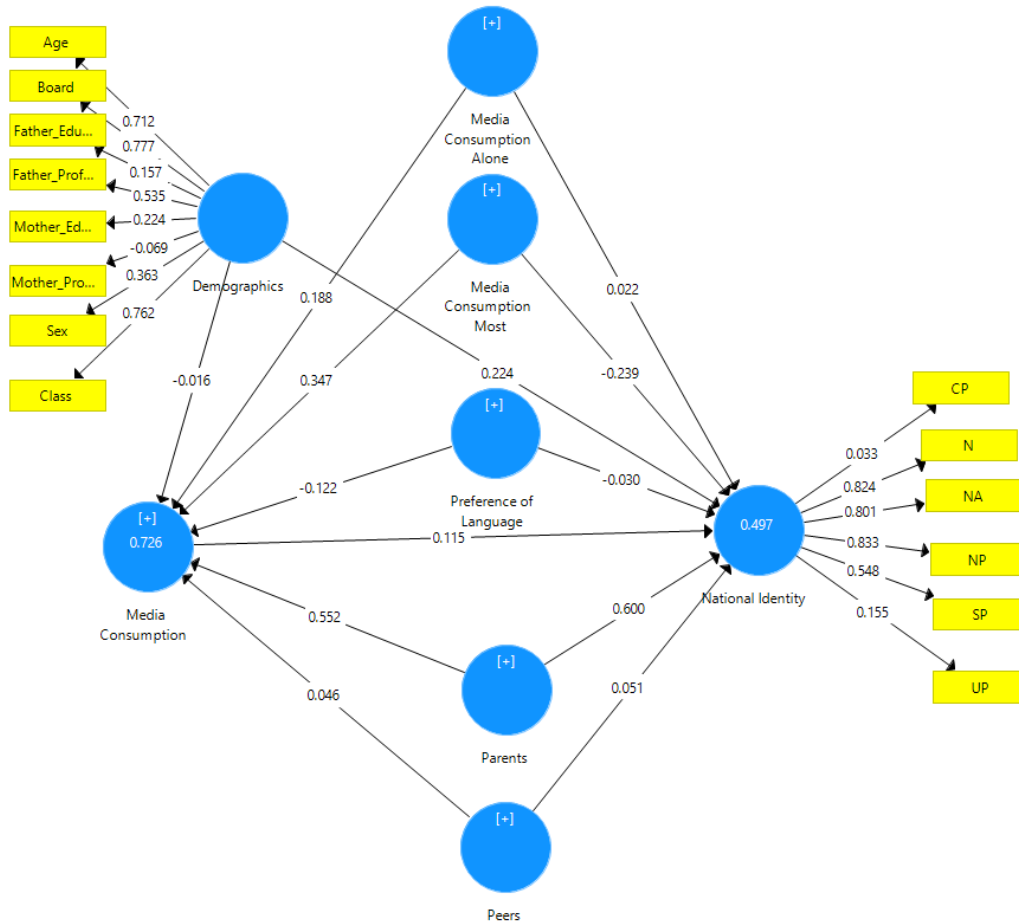 [+]
Age
Board
0.712
Media
Consumption
Alone
Father_Edu...
0.777
0.157
Father_Prof...
0.535
[+]
Mother_Ed...
0.224
-0.069
Mother_Pro...
0.363
Demographics
Media
Consumption
Most
0.188
0.022
Sex
0.762
Class
-0.016
0.347
0.224
-0.239
CP
[+]
0.033
N
0.824
-0.122
-0.030
NA
0.801
Preference of
Language
[+]
0.726
0.115
0.497
0.833
NP
0.548
National Identity
Media
Consumption
0.552
0.600
0.155
SP
[+]
UP
0.046
0.051
Parents
[+]
Peers